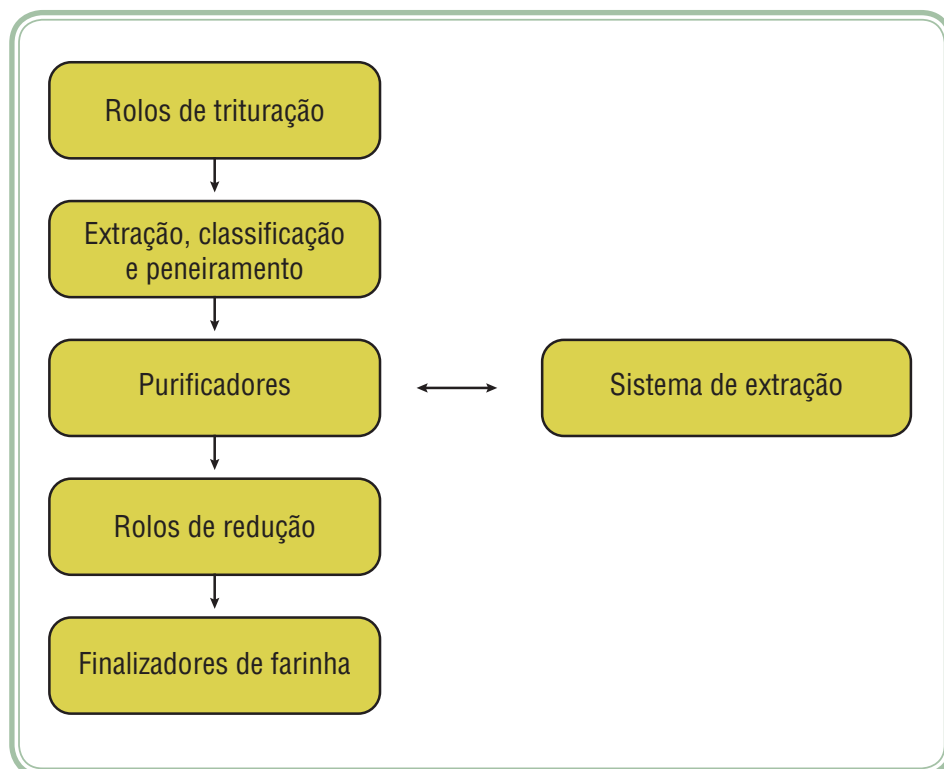 Rolos de trituração
Extração, classificação
e peneiramento
Purificadores
Sistema de extração
Rolos de redução
Finalizadores de farinha